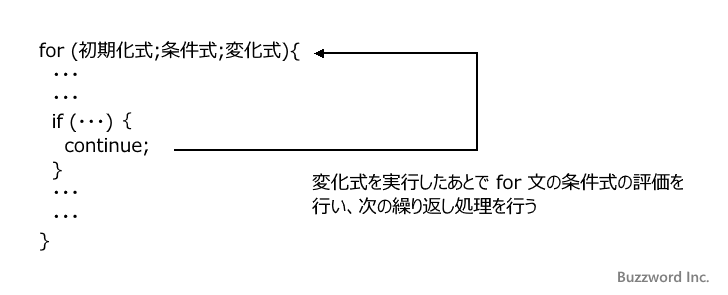 for (初期化式;条件式;変化式){
･･･
･･･
if (･･･) {
continue;
}
･･･
･･･
}
変化式を実行したあとで for 文の条件式の評価を
行い、次の繰り返し処理を行う
Buzzword Inc.